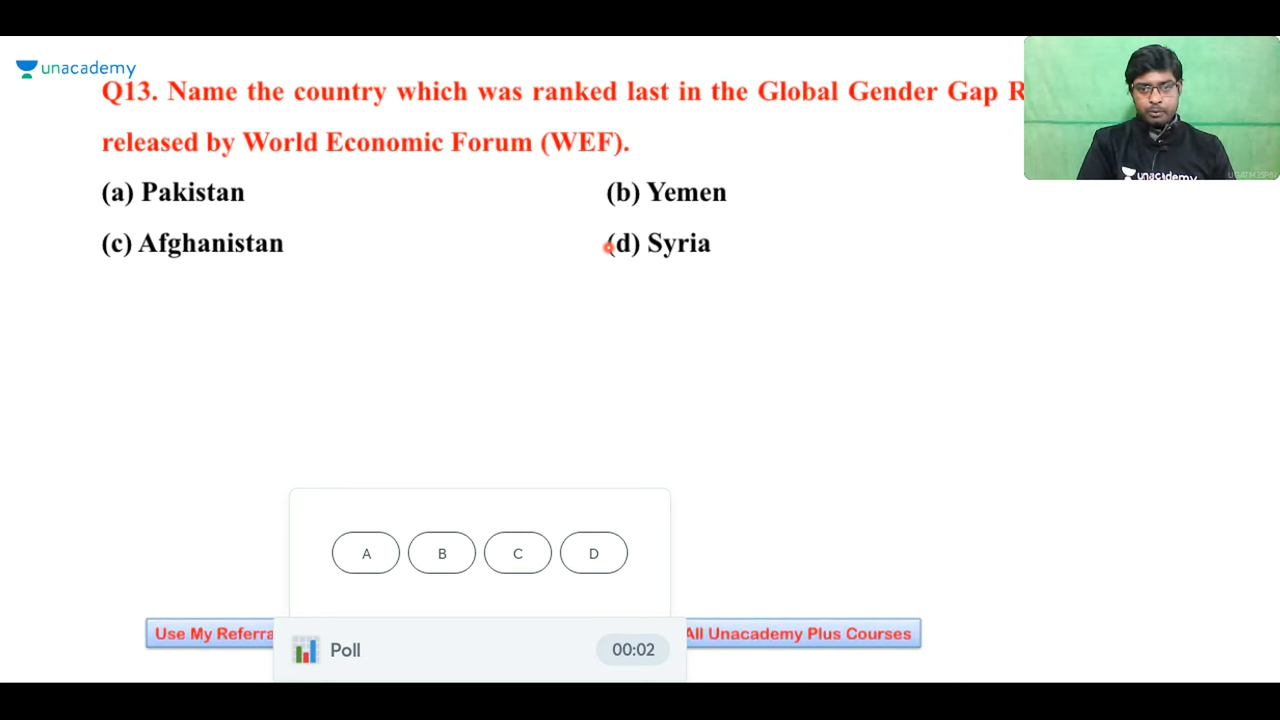 unacademy
Q13. Name the country which was ranked last in the Global Gender Gap R
released by World Economic Forum (WEF).
(a) Pakistan (b) Yemen
(c) Afghanistan (d) Syria
unacademy
A B C D
Use My Referra All Unacademy Plus Courses
Poll 00:02